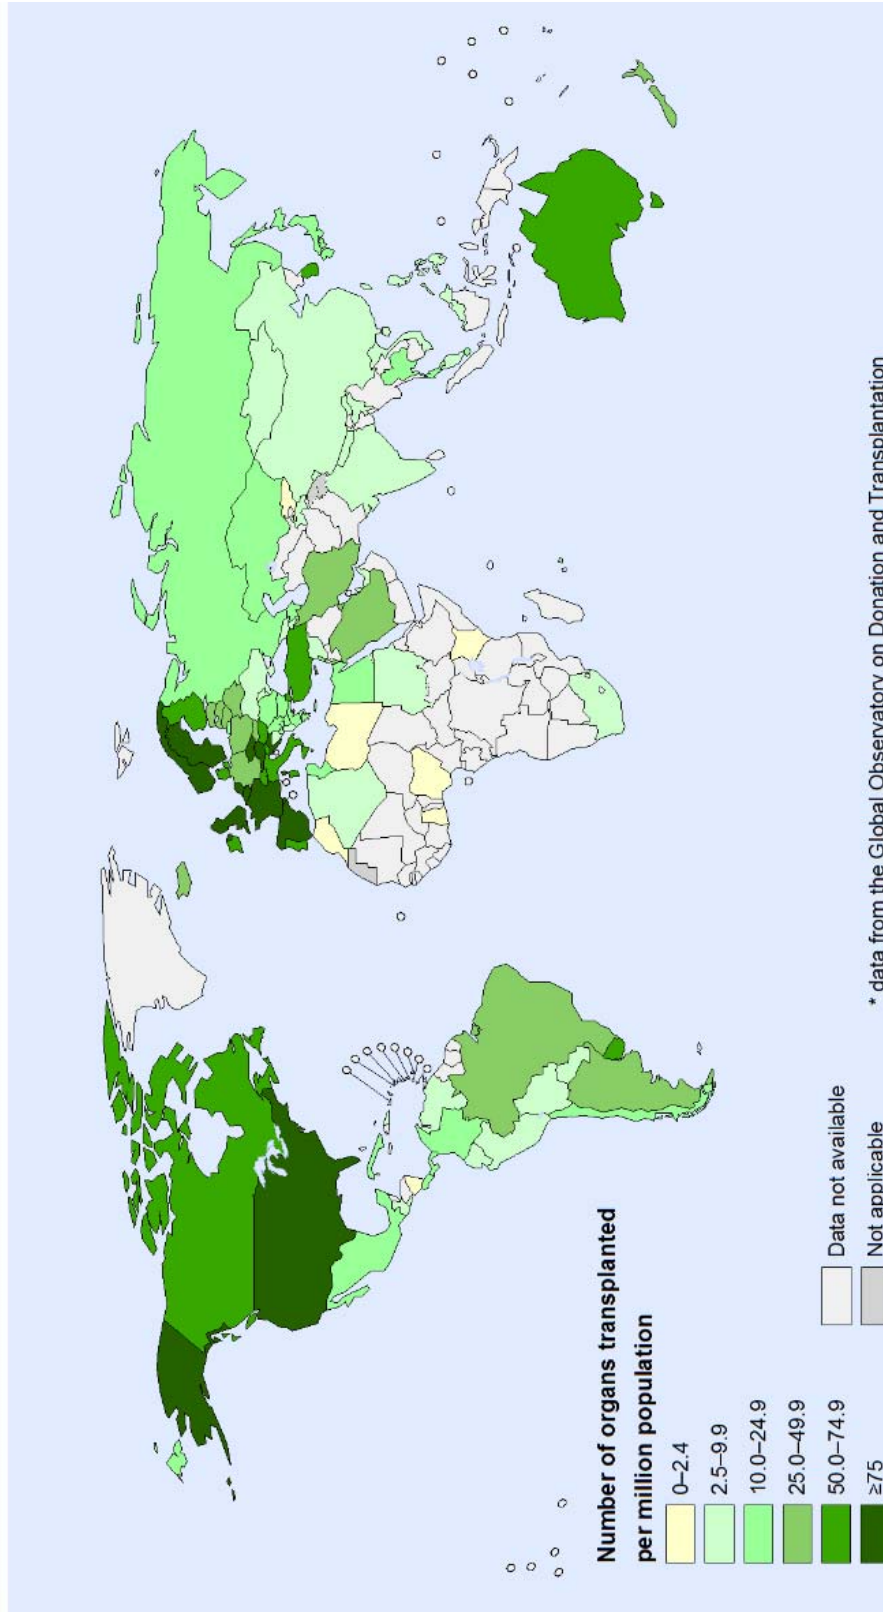 Number of organs transplanted
per million population
0–2.4
2.5–9.9
10.0–24.9
25.0–49.9
50.0–74.9
≥75
Data not available
Not applicable
* data from the Global Observatory on Donation and Transplantation